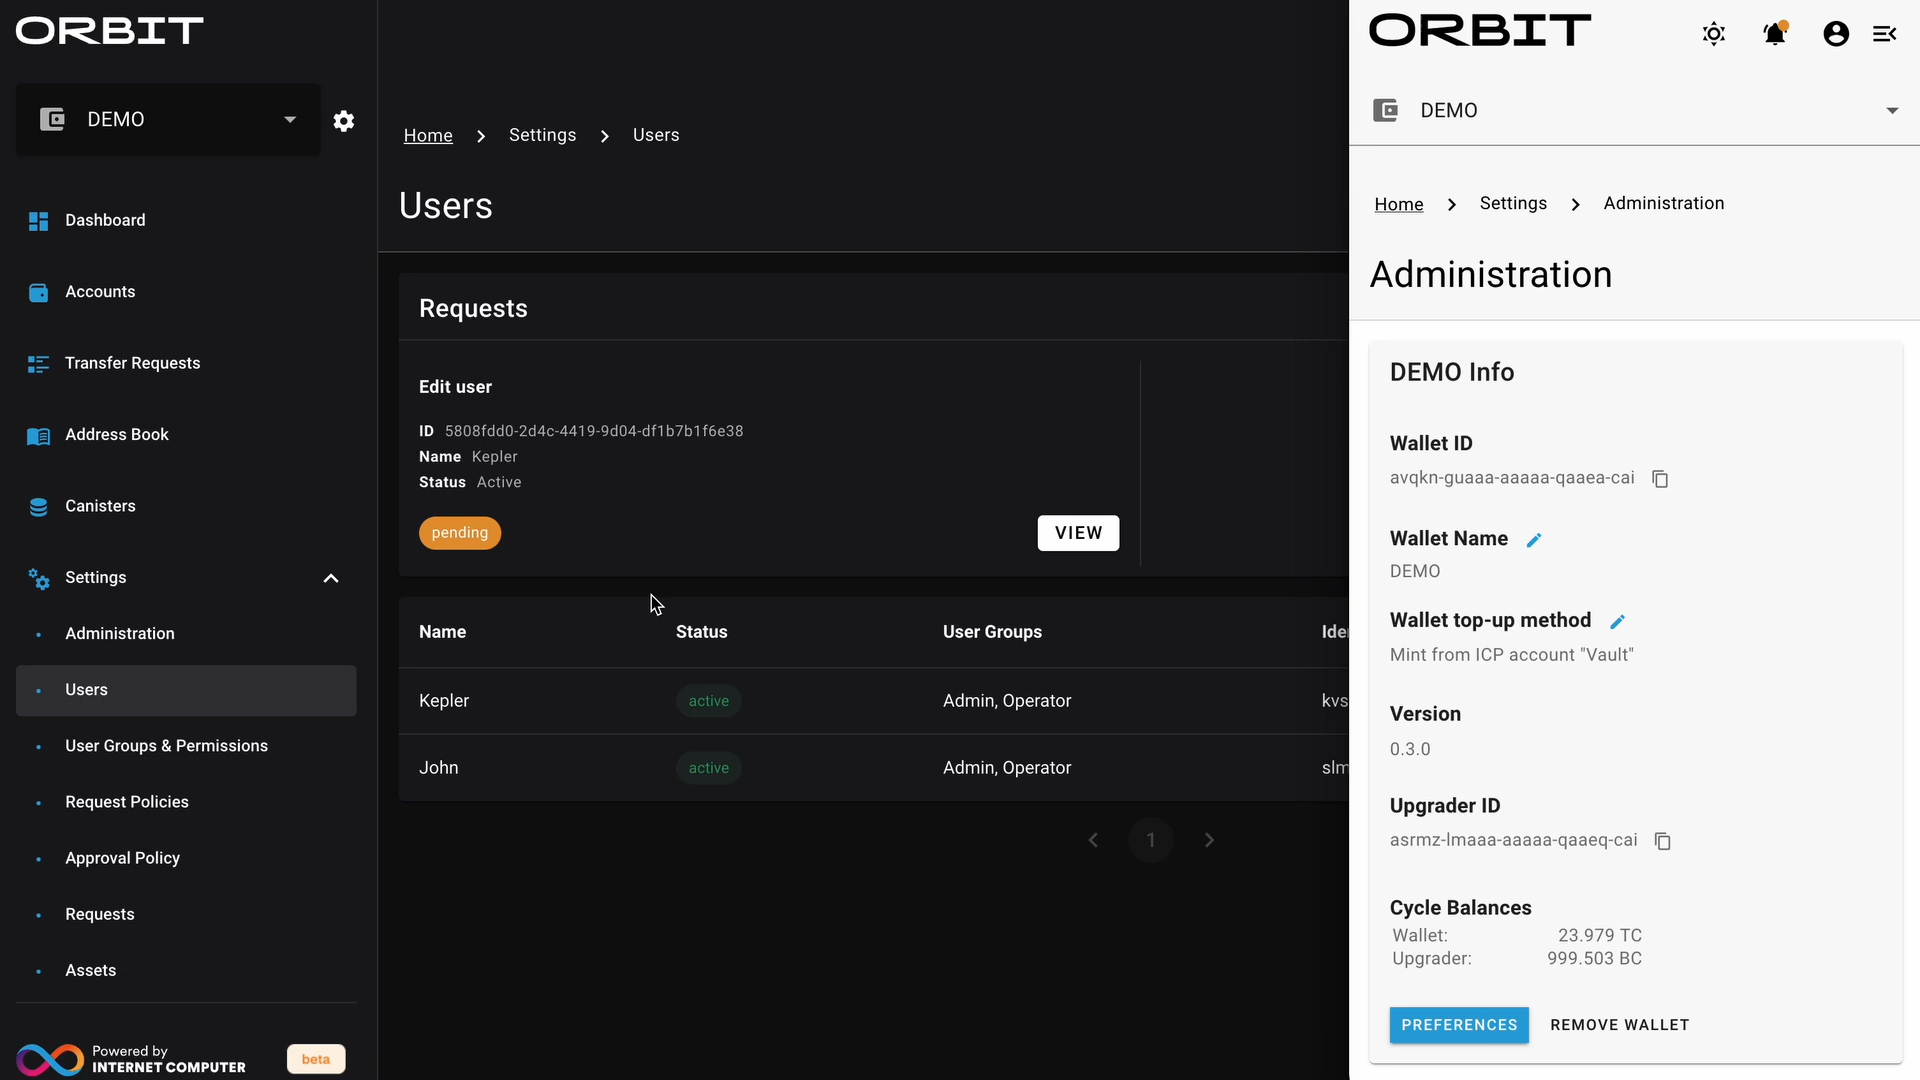 ORBIT
DEMO
Dashboard
Accounts
Transfer Requests
Address Book
Canisters
Settings
Administration
Users
User Groups & Permissions
Request Policies
Approval Policy
Requests
Assets
Powered by
INTERNET COMPUTER
beta
Home > Settings > Users
Users
Requests
Edit user
ID 5808fdd0-2d4c-4419-9d04-df1b7b1f6e38
Name Kepler
Status Active
pending
VIEW
Name Status User Groups Ide
Kepler active Admin, Operator kvs
John active Admin, Operator slm
1
ORBIT
DEMO
Home > Settings > Administration
Administration
DEMO Info
Wallet ID
avqkn-guaaa-aaaaa-qaaea-cai
Wallet Name
DEMO
Wallet top-up method
Mint from ICP account "Vault"
Version
0.3.0
Upgrader ID
asrmz-lmaaa-aaaaa-qaaeq-cai
Cycle Balances
Wallet: 23.979 TC
Upgrader: 999.503 BC
PREFERENCES
REMOVE WALLET